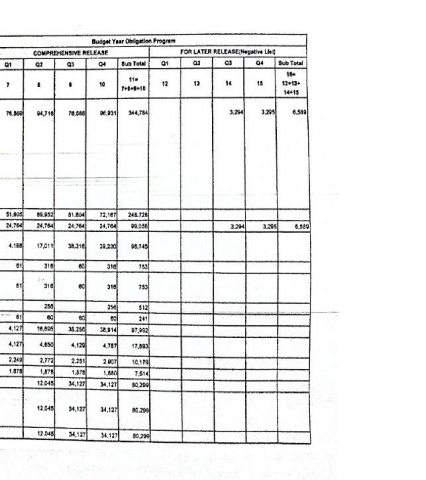 Budget Year Obligation Program
COMPREHENSIVE RELEASE FOR LATER RELEASE(Negative List)
Q1 Q2 Q3 Q4 Sub Total Q1 Q2 Q3 Q4 Sub Total
7 8 9 10 11= 7+8+9+10 12 13 14 15 16= 12+13+ 14+15
94,716 96,931 344,784 3,294 3,295 6,589
51,805 69,952 51,804 72,167 245,728
24,764 24,764 24,764 24,764 99,056 3,294 3,295 6,589
4,188 17,011 38,316 39,230 98,745
61 316 60 316 753
61 316 60 316 753
256 256 512
61 60 60 60 241
4,127 16,695 38,256 38,914 97,992
4,127 4,650 4,129 4,787 17,693
2,249 2,772 2,251 2,907 10,179
1,878 1,878 1,878 1,880 7,514
12,045 34,127 34,127 80,299
12,045 34,127 34,127 80,299
12,045 34,127 34,127 80,299